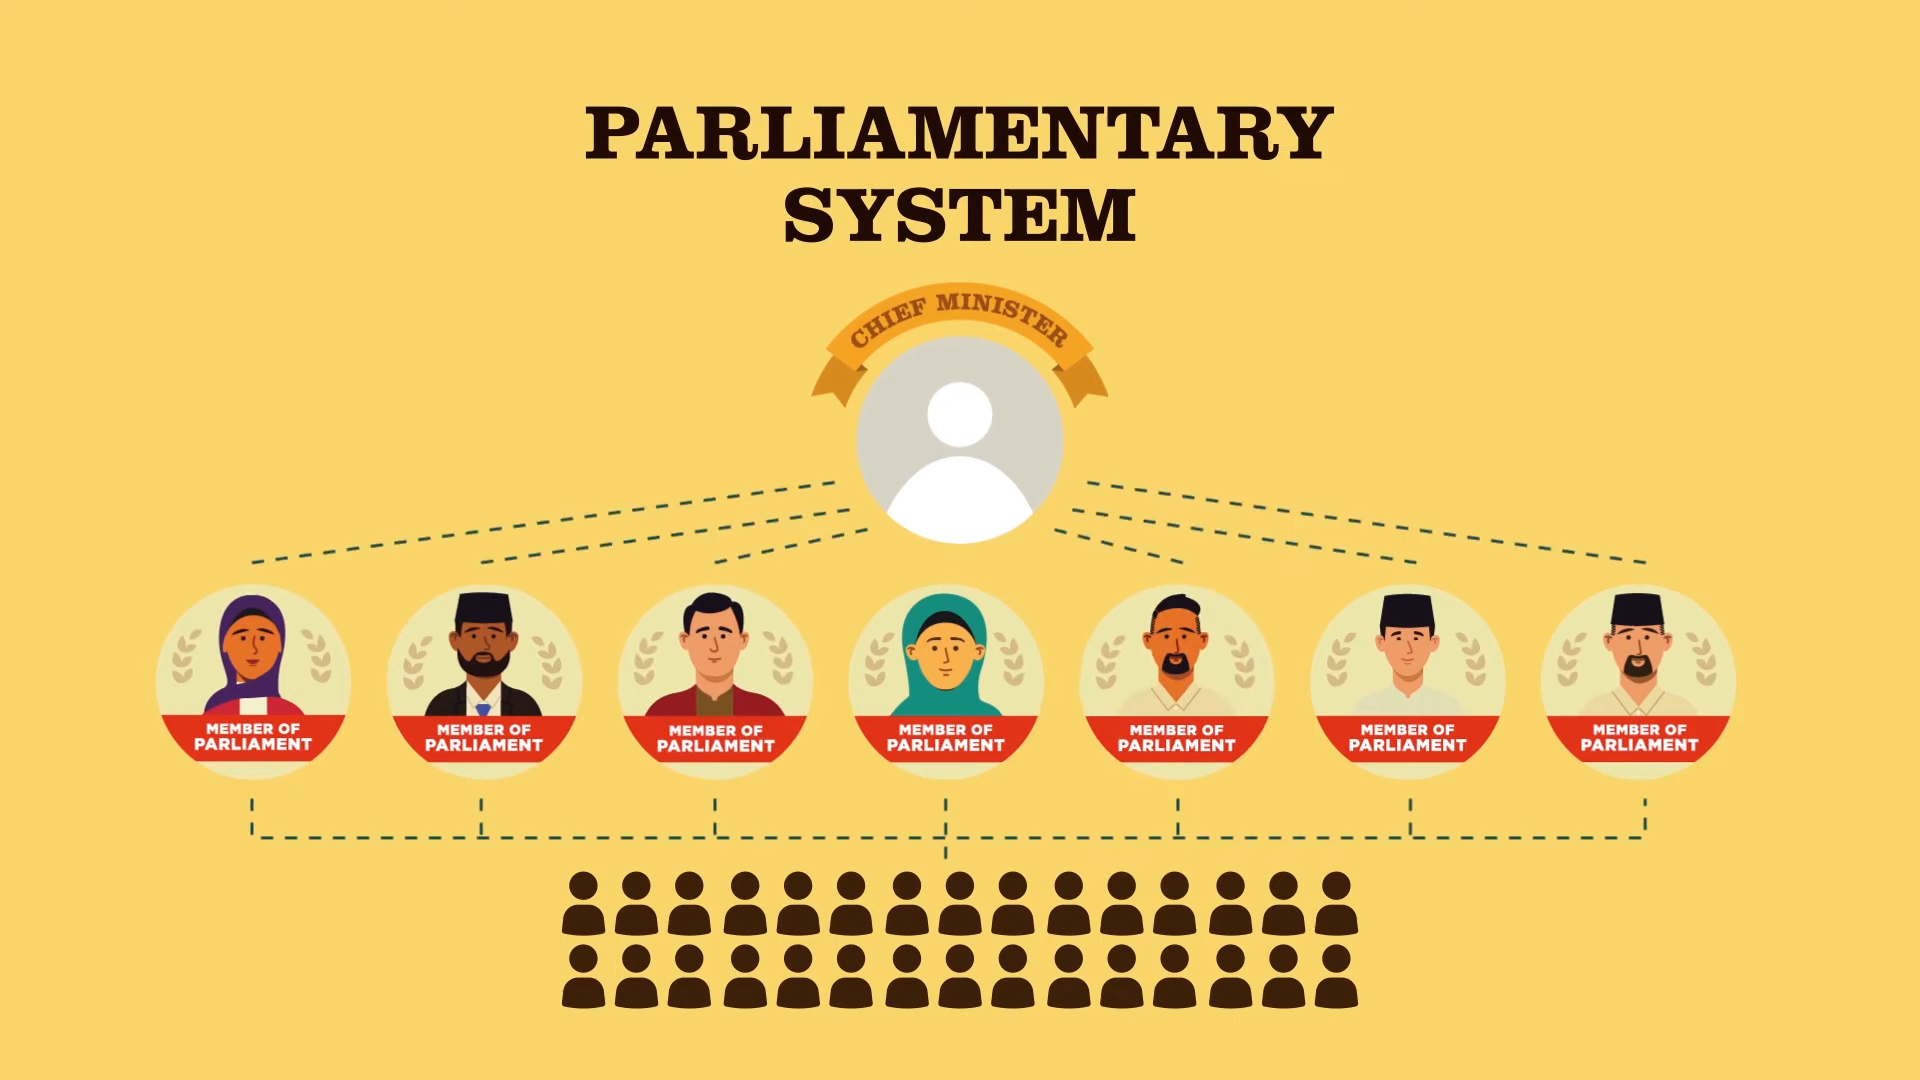 PARLIAMENTARY
SYSTEM
CHIEF MINISTER
MEMBER OF
PARLIAMENT
MEMBER OF
PARLIAMENT
MEMBER OF
PARLIAMENT
MEMBER OF
PARLIAMENT
MEMBER OF
PARLIAMENT
MEMBER OF
PARLIAMENT
MEMBER OF
PARLIAMENT